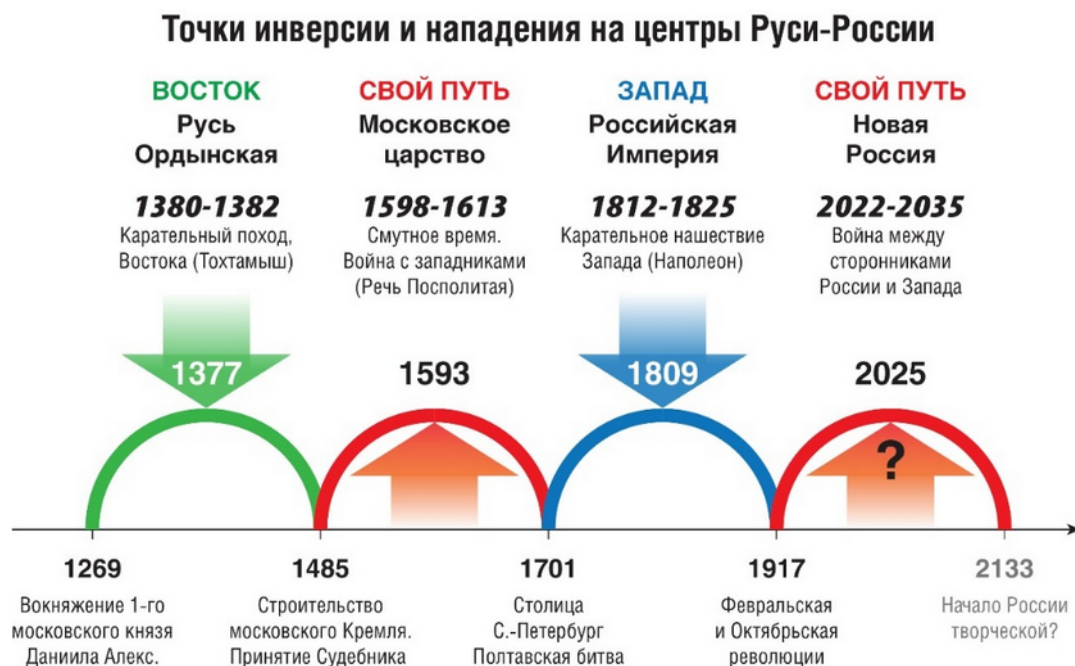 Точки инверсии и нападения на центры Руси-России
ВОСТОК
Русь
Ордынская
1380-1382
Карательный поход,
Востока (Тохтамыш)
СВОЙ ПУТЬ
Московское
царство
1598-1613
Смутное время.
Война с западниками
(Речь Посполитая)
ЗАПАД
Российская
Империя
1812-1825
Карательное нашествие
Запада (Наполеон)
СВОЙ ПУТЬ
Новая
Россия
2022-2035
Война между
сторонниками
России и Запада
1377
1593
1809
2025
?
1269
Вокняжение 1-го
московского князя
Даниила Алекс.
1485
Строительство
московского Кремля.
Принятие Судебника
1701
Столица
С.-Петербург
Полтавская битва
1917
Февральская
и Октябрьская
революции
2133
Начало России
творческой?